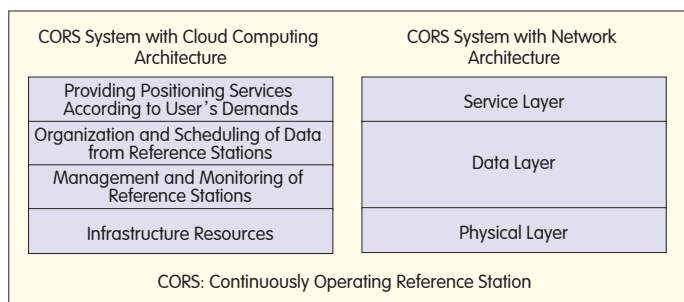 CORS System with Cloud Computing
Architecture
Providing Positioning Services
According to User’s Demands
Organization and Scheduling of Data
from Reference Stations
Management and Monitoring of
Reference Stations
Infrastructure Resources
CORS System with Network
Architecture
Service Layer
Data Layer
Physical Layer
CORS: Continuously Operating Reference Station